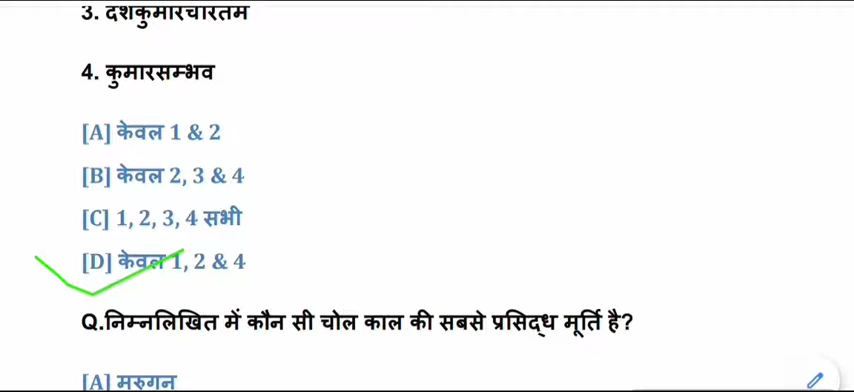 3. दशकुमारचरितम
4. कुमारसम्भव
[A] केवल 1 & 2
[B] केवल 2, 3 & 4
[C] 1, 2, 3, 4 सभी
[D] केवल 1, 2 & 4
Q.निम्नलिखित में कौन सी चोल काल की सबसे प्रसिद्ध मूर्ति है?
[A] मरुगन